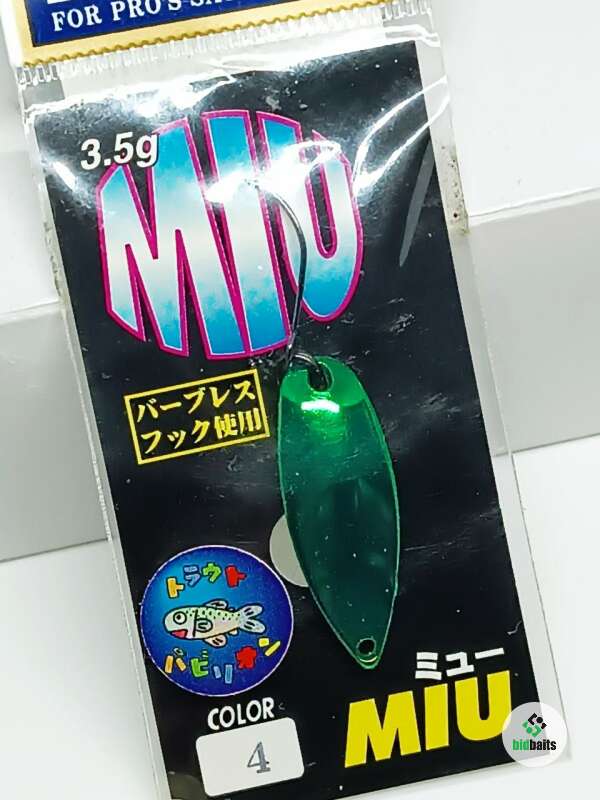 FOR PRO'S
3.5g
MIU
バーブレス
フック使用
トラウト
パビリオン
ミュー
MIU
COLOR
4
bidbaits